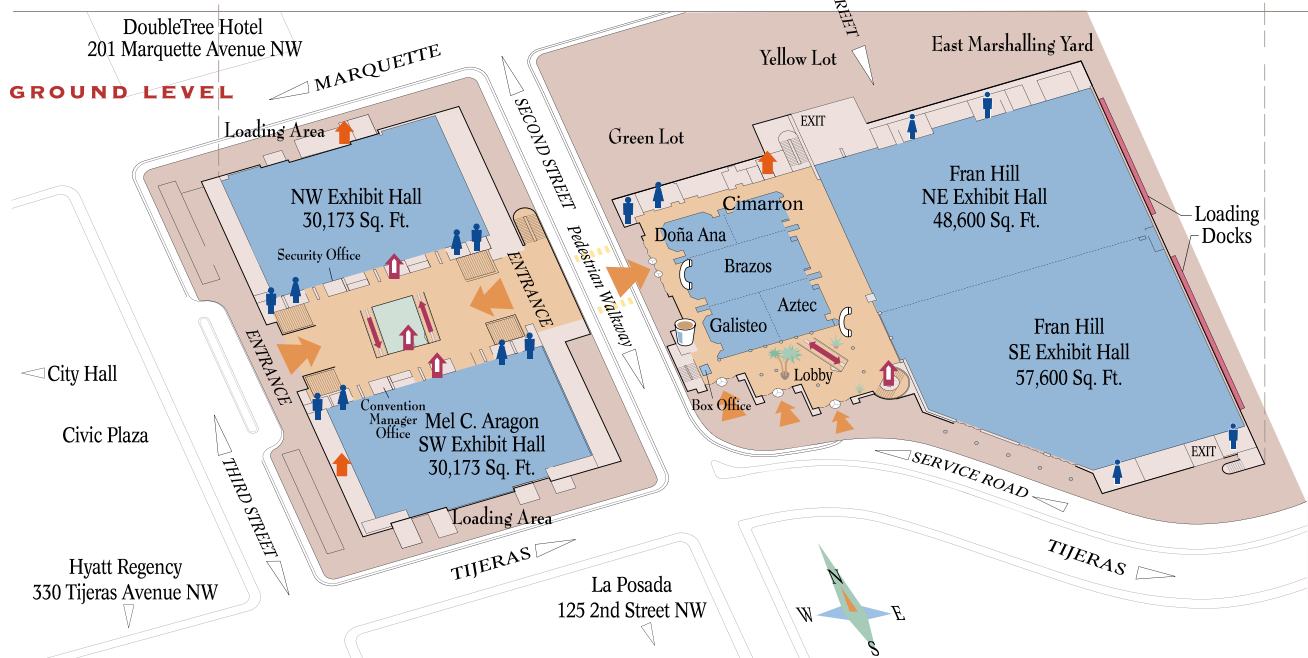 DoubleTree Hotel
201 Marquette Avenue NW
GROUND LEVEL
MARQUETTE
Loading Area
NW Exhibit Hall
30,173 Sq. Ft.
Security Office
ENTRANCE
ENTRANCE
Convention
Manager
Office
Mel C. Aragon
SW Exhibit Hall
30,173 Sq. Ft.
Loading Area
City Hall
Civic Plaza
THIRD STREET
Hyatt Regency
330 Tijeras Avenue NW
TIJERAS
SECOND STREET
Pedestrian Walkway
La Posada
125 2nd Street NW
REET
Yellow Lot
East Marshalling Yard
Green Lot
EXIT
Cimarron
Doña Ana
Brazos
Aztec
Galisteo
Lobby
Box Office
Fran Hill
NE Exhibit Hall
48,600 Sq. Ft.
Loading
Docks
Fran Hill
SE Exhibit Hall
57,600 Sq. Ft.
EXIT
SERVICE ROAD
TIJERAS
N
W
E
S